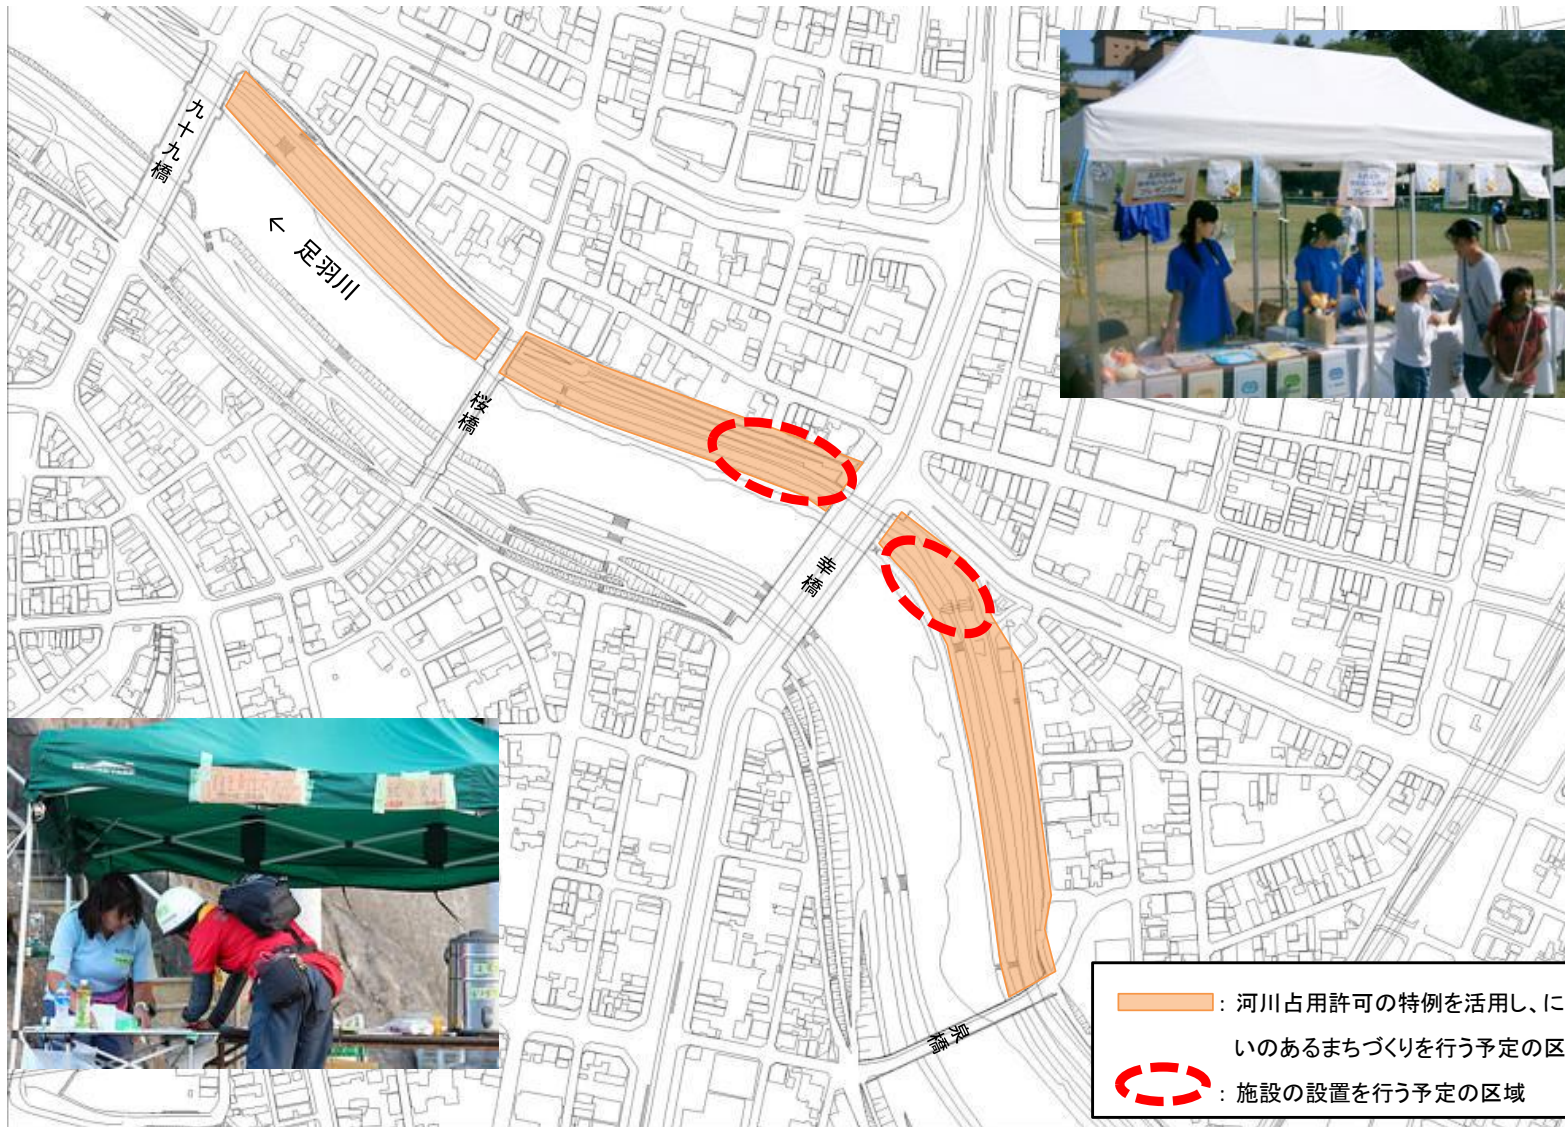 九十九橋
← 足羽川
桜橋
幸橋
泉橋
: 河川占用許可の特例を活用し、に
いのあるまちづくりを行う予定の区
: 施設の設置を行う予定の区域